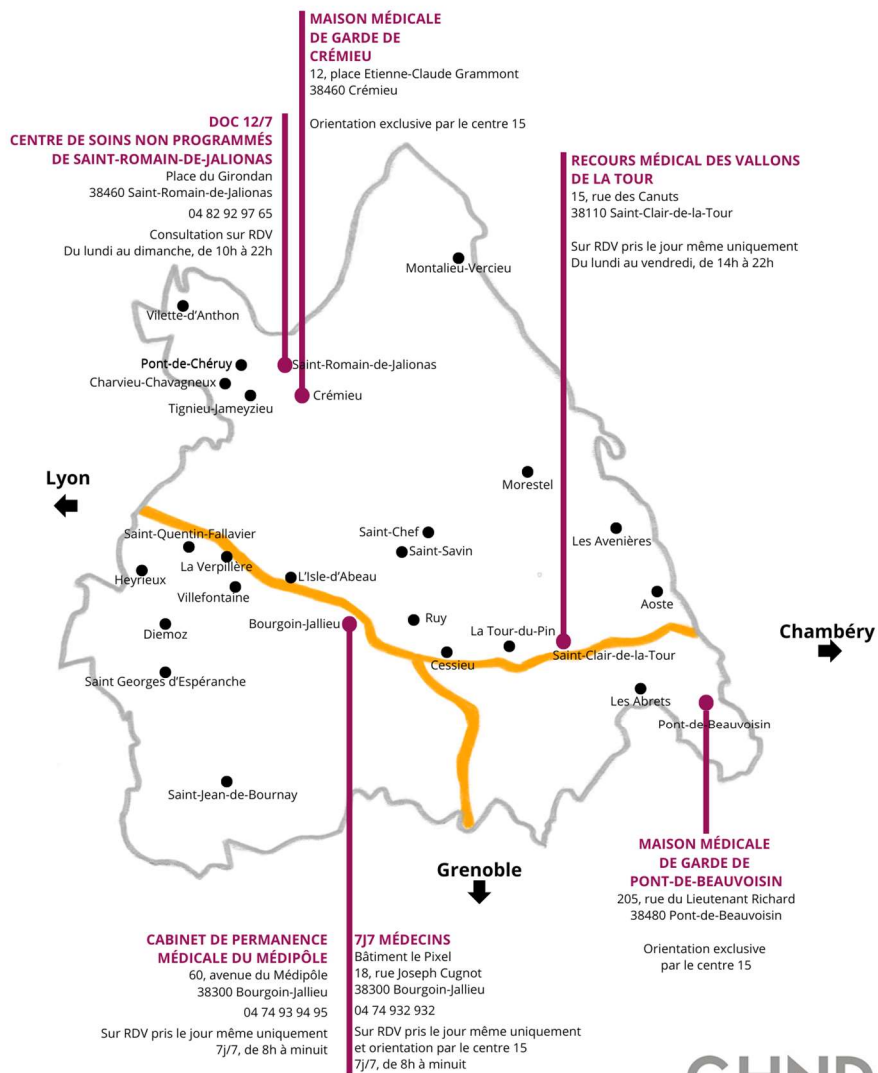 MAISON MÉDICALE
DE GARDE DE
CRÉMIEU
12, place Etienne-Claude Grammont
38460 Crémieu
Orientation exclusive par le centre 15
DOC 12/7
CENTRE DE SOINS NON PROGRAMMÉS
DE SAINT-ROMAIN-DE-JALIONAS
Place du Girondan
38460 Saint-Romain-de-Jalionas
04 82 92 97 65
Consultation sur RDV
Du lundi au dimanche, de 10h à 22h
RECOURS MÉDICAL DES VALLONS
DE LA TOUR
15, rue des Canuts
38110 Saint-Clair-de-la-Tour
Sur RDV pris le jour même uniquement
Du lundi au vendredi, de 14h à 22h
Montalieu-Vercieu
Vilette-d'Anthon
Pont-de-Chéruy
Saint-Romain-de-Jalionas
Charvieu-Chavagneux
Tignieu-Jameyzieu
Crémieu
Lyon
Morestel
Saint-Quentin-Fallavier
Saint-Chef
Les Avenières
Saint-Savin
La Verpillère
Heyrieux
L'Isle-d'Abeau
Villefontaine
Aoste
Bourgoin-Jallieu
Ruy
Diemoz
La Tour-du-Pin
Chambéry
Cessieu
Saint-Clair-de-la-Tour
Saint Georges d'Espéranche
Les Abrets
Pont-de-Beauvoisin
Saint-Jean-de-Bournay
Grenoble
MAISON MÉDICALE
DE GARDE DE
PONT-DE-BEAUVOISIN
205, rue du Lieutenant Richard
38480 Pont-de-Beauvoisin
Orientation exclusive
par le centre 15
CABINET DE PERMANENCE
MÉDICALE DU MÉDIPÔLE
60, avenue du Médipôle
38300 Bourgoin-Jallieu
04 74 93 94 95
Sur RDV pris le jour même uniquement
7j/7, de 8h à minuit
7J7 MÉDECINS
Bâtiment le Pixel
18, rue Joseph Cugnot
38300 Bourgoin-Jallieu
04 74 932 932
Sur RDV pris le jour même uniquement
et orientation par le centre 15
7j/7, de 8h à minuit